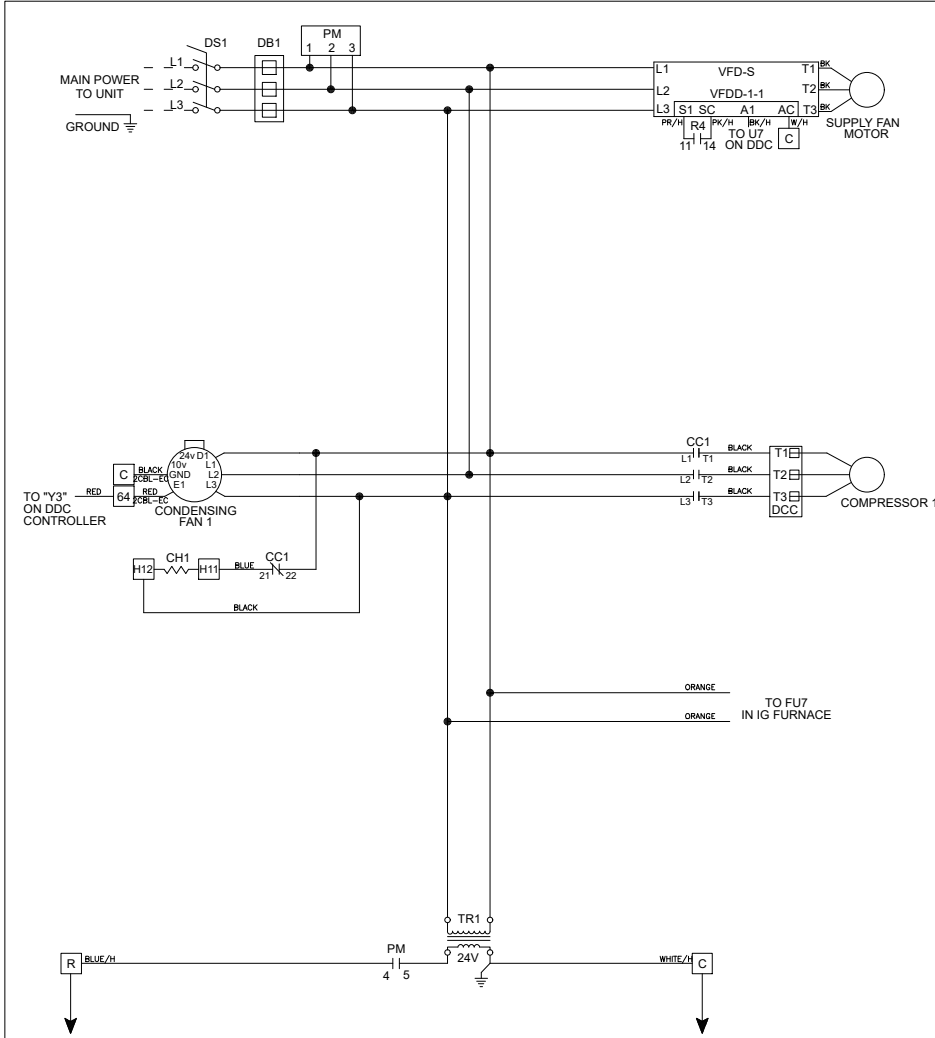 DS1
DB1
PM
1 2 3
MAIN POWER
TO UNIT
L1
L2
L3
GROUND
L1
L2
L3
VFD-S
VFDD-1-1
T1
T2
T3
BK
BK
BK
S1 SC A1 AC
PR/H
PK/H
BK/H
W/H
R4
11 14
TO U7
ON DDC
C
SUPPLY FAN
MOTOR
24v D1
10v L1
GND L2
E1 L3
C
BLACK
2CBL-EC
TO "Y3"
ON DDC
CONTROLLER
RED
64
RED
2CBL-EC
CONDENSING
FAN 1
CC1
L1 T1
L2 T2
L3 T3
BLACK
BLACK
BLACK
T1
T2
T3
DCC
COMPRESSOR 1
H12
CH1
H11
BLUE
CC1
21 22
BLACK
ORANGE
ORANGE
TO FU7
IN IG FURNACE
TR1
24V
R
BLUE/H
PM
4 5
WHITE/H
C